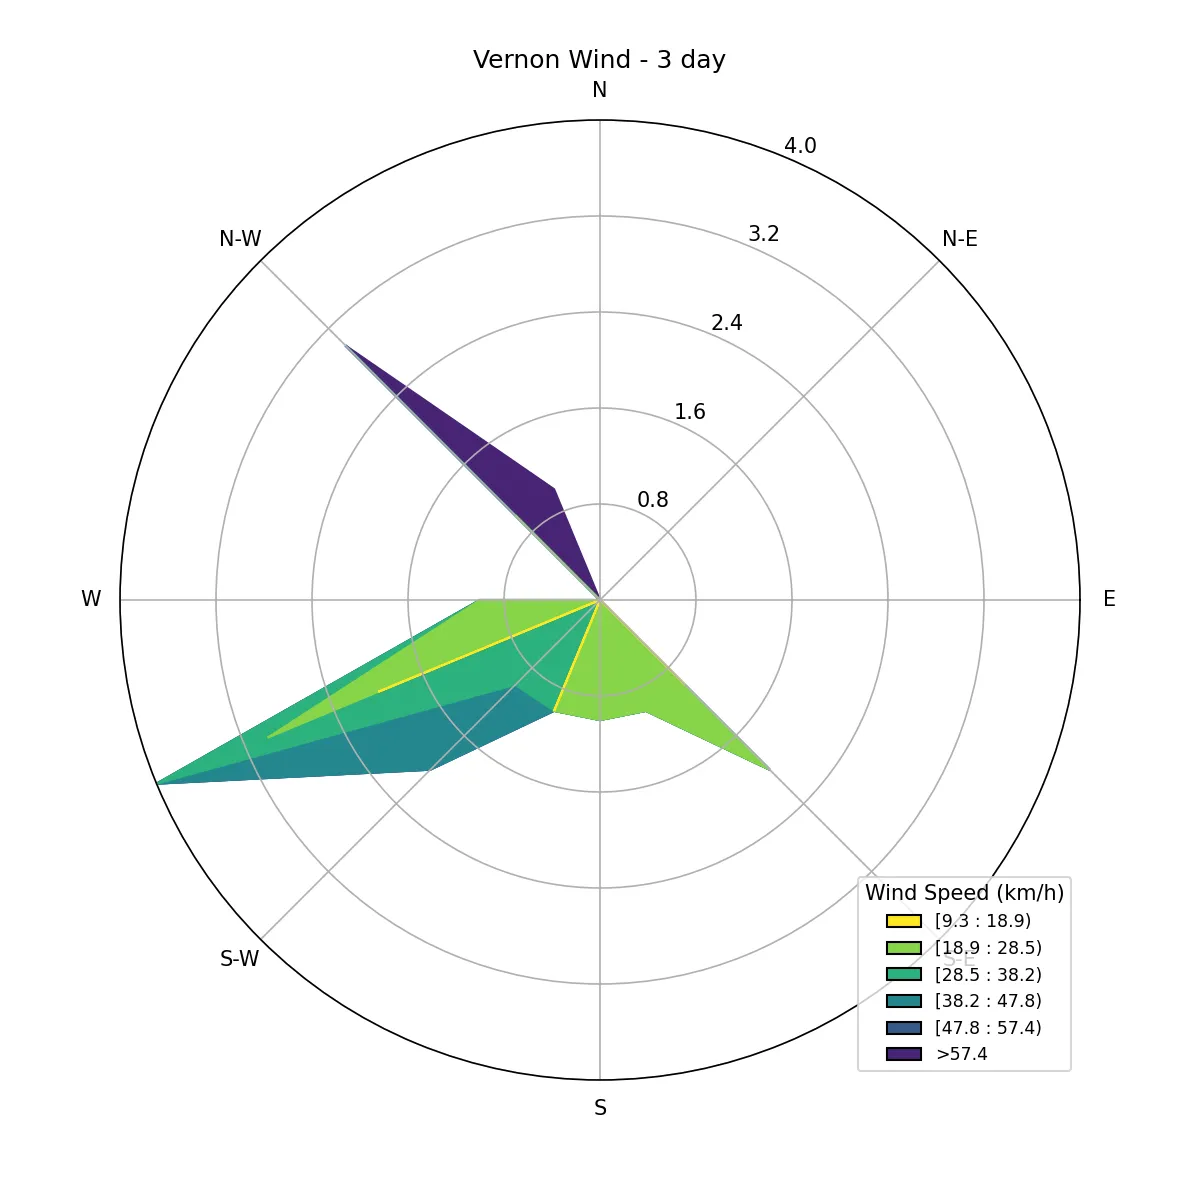 Vernon Wind - 3 day
N
4.0
N-W
3.2
N-E
2.4
1.6
0.8
W
E
S-W
S-E
Wind Speed (km/h)
[9.3 : 18.9)
[18.9 : 28.5)
[28.5 : 38.2)
[38.2 : 47.8)
[47.8 : 57.4)
>57.4
S